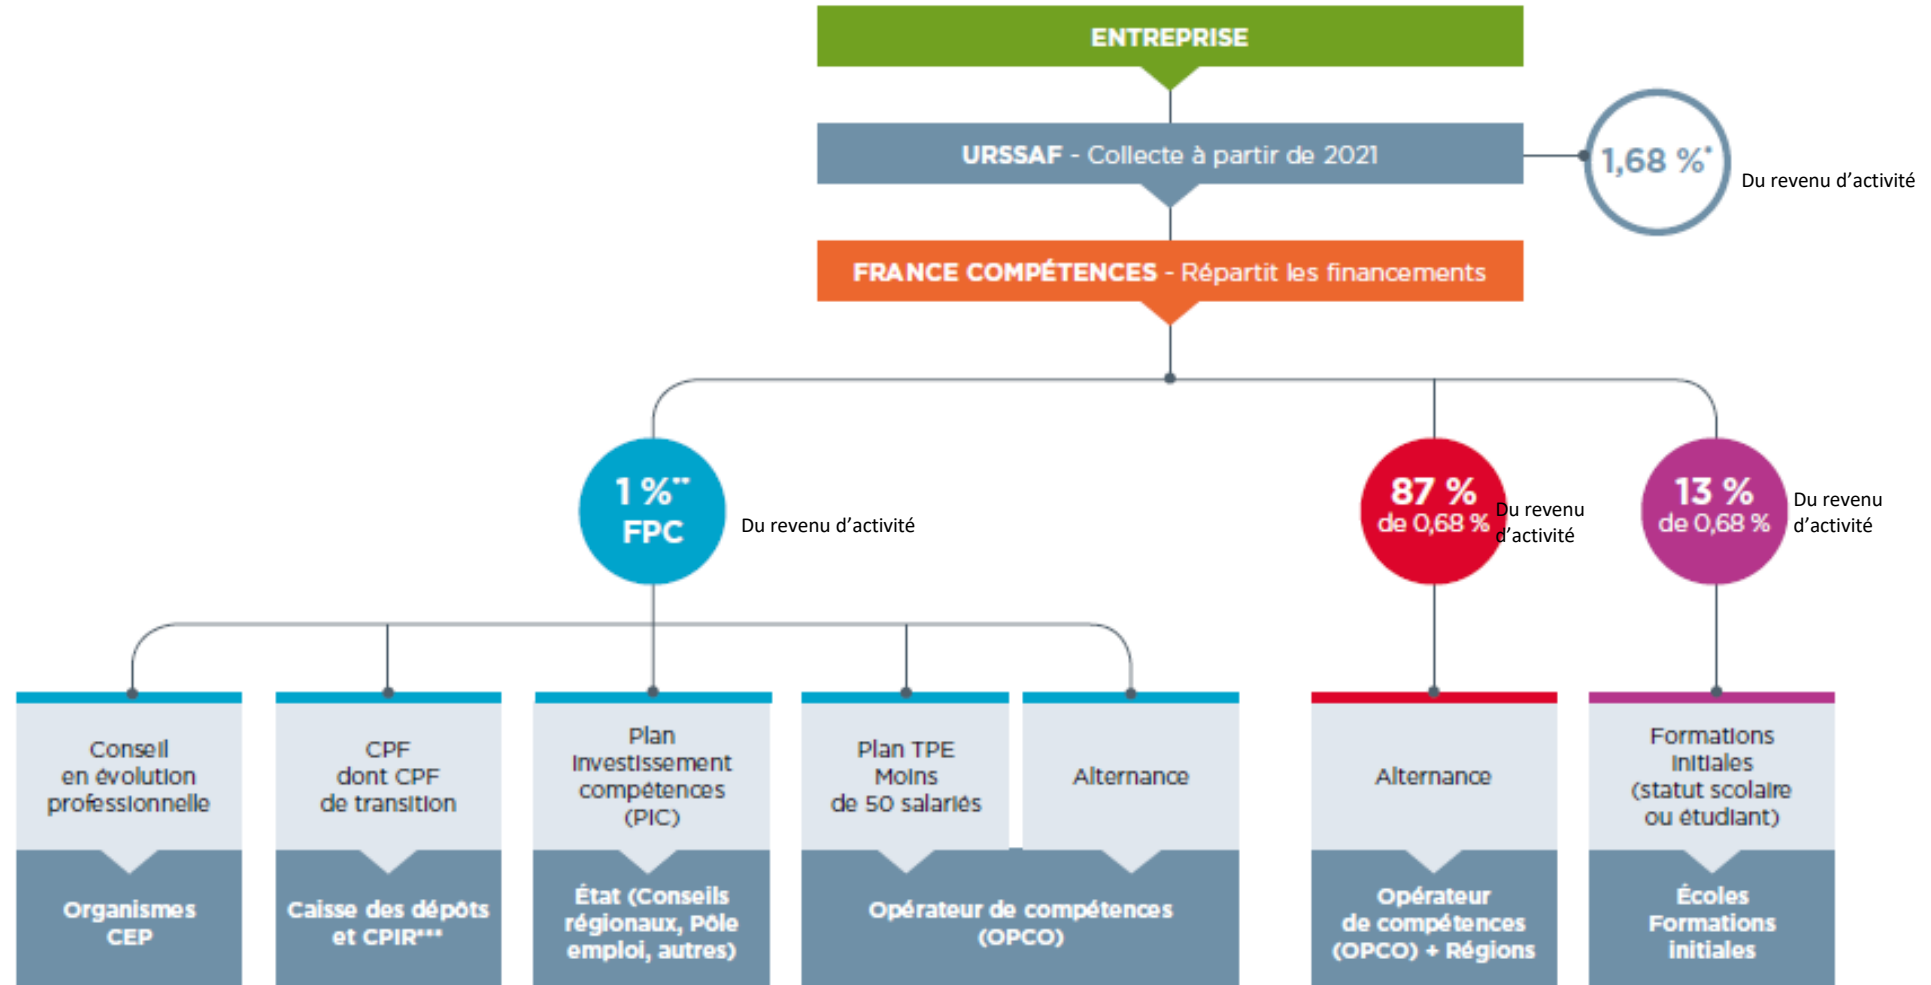 ENTREPRISE
URSSAF - Collecte à partir de 2021
1,68 %*
Du revenu d’activité
FRANCE COMPÉTENCES - Répartit les financements
1 %**
FPC
Du revenu d’activité
87 %
de 0,68 %
Du revenu
d’activité
13 %
de 0,68 %
Du revenu
d’activité
Conseil
en évolution
professionnelle
CPF
dont CPF
de transition
Plan
investissement
compétences
(PIC)
Plan TPE
Moins
de 50 salariés
Alternance
Alternance
Formations
initiales
(statut scolaire
ou étudiant)
Organismes
CEP
Caisse des dépôts
et CPIR***
État (Conseils
régionaux, Pôle
emploi, autres)
Opérateur de compétences
(OPCO)
Opérateur
de compétences
(OPCO) + Régions
Écoles
Formations
initiales